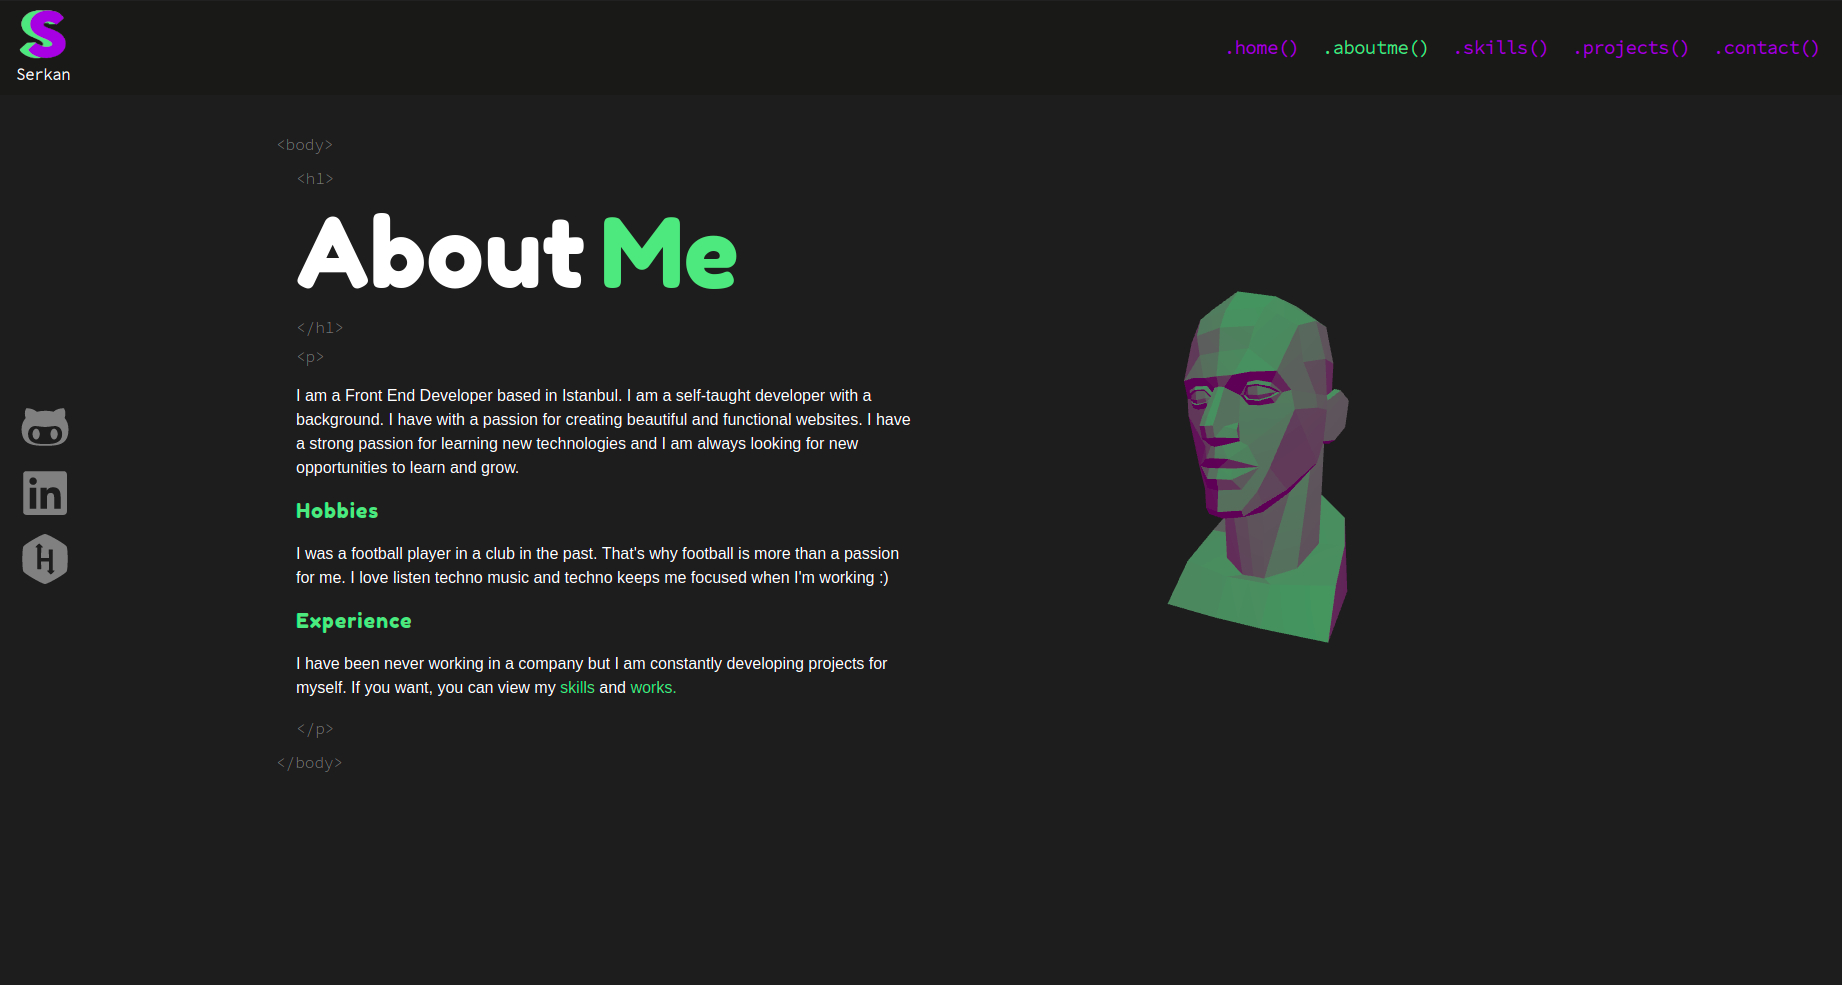 Serkan
.home() .aboutme() .skills() .projects() .contact()
<body>
<hl>
About Me
</hl>
<p>
I am a Front End Developer based in Istanbul. I am a self-taught developer with a
background. I have with a passion for creating beautiful and functional websites. I have
a strong passion for learning new technologies and I am always looking for new
opportunities to learn and grow.
Hobbies
I was a football player in a club in the past. That's why football is more than a passion
for me. I love listen techno music and techno keeps me focused when I'm working :)
Experience
I have been never working in a company but I am constantly developing projects for
myself. If you want, you can view my skills and works.
</p>
</body>
in
H